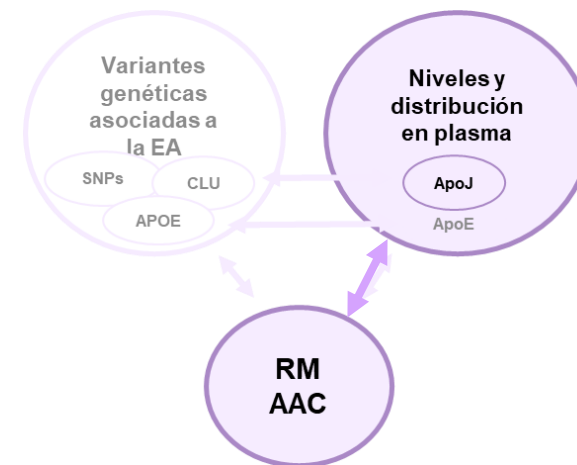 Variantes
genéticas
asociadas a
la EA
SNPs
CLU
APOE
Niveles y
distribución
en plasma
ApoJ
ApoE
RM
AAC